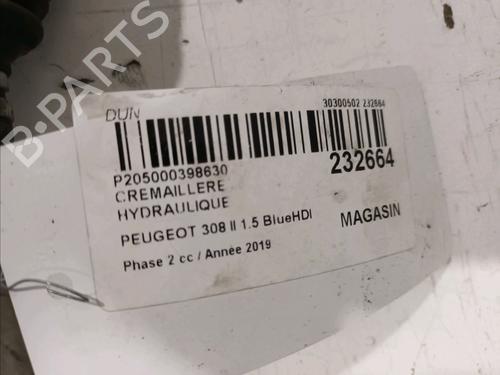 DUN
30300502 232664
P205000398630
CREMAILLERE
HYDRAULIQUE
232664
PEUGEOT 308 II 1.5 BlueHDI
MAGASIN
Phase 2 cc / Année 2019
B-PARTS